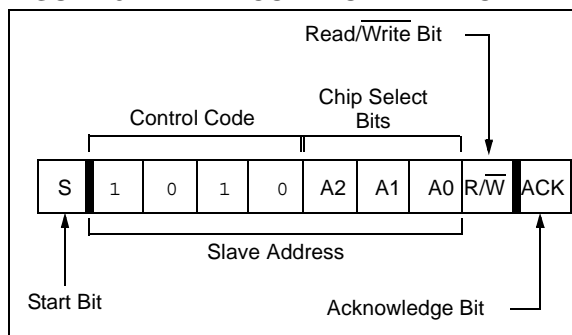 Read/Write Bit
Chip Select
Bits
Control Code
S 1 0 1 0 A2 A1 A0 R/W ACK
Slave Address
Start Bit
Acknowledge Bit